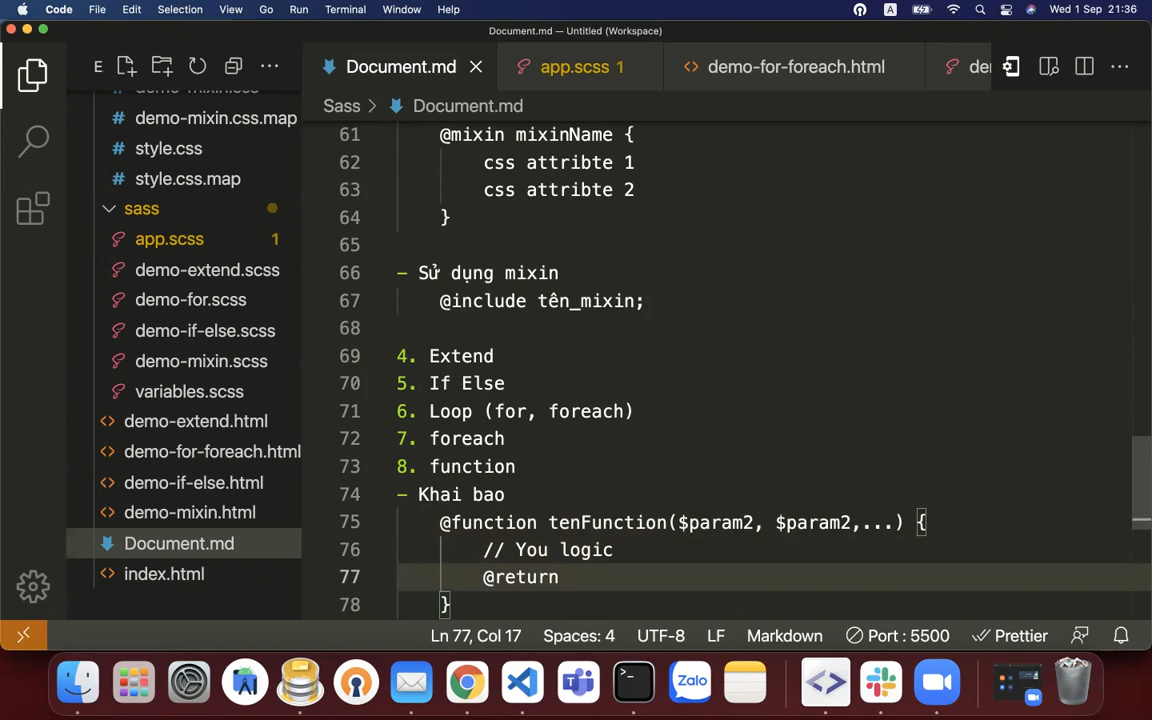 Code File Edit Selection View Go Run Terminal Window Help A Wed 1 Sep 21:36
Document.md — Untitled (Workspace)
E
Document.md
app.scss 1
demo-for-foreach.html
Sass > Document.md
demo-mixin.css.map
style.css
style.css.map
sass
app.scss 1
demo-extend.scss
demo-for.scss
demo-if-else.scss
demo-mixin.scss
variables.scss
demo-extend.html
demo-for-foreach.html
demo-if-else.html
demo-mixin.html
Document.md
index.html
61 @mixin mixinName {
62 css attribte 1
63 css attribte 2
64 }
65
66 - Sử dụng mixin
67 @include tên_mixin;
68
69 4. Extend
70 5. If Else
71 6. Loop (for, foreach)
72 7. foreach
73 8. function
74 - Khai bao
75 @function tenFunction($param2, $param2,...) {
76 // You logic
77 @return
78 }
Ln 77, Col 17 Spaces: 4 UTF-8 LF Markdown Port : 5500 Prettier
Zalo